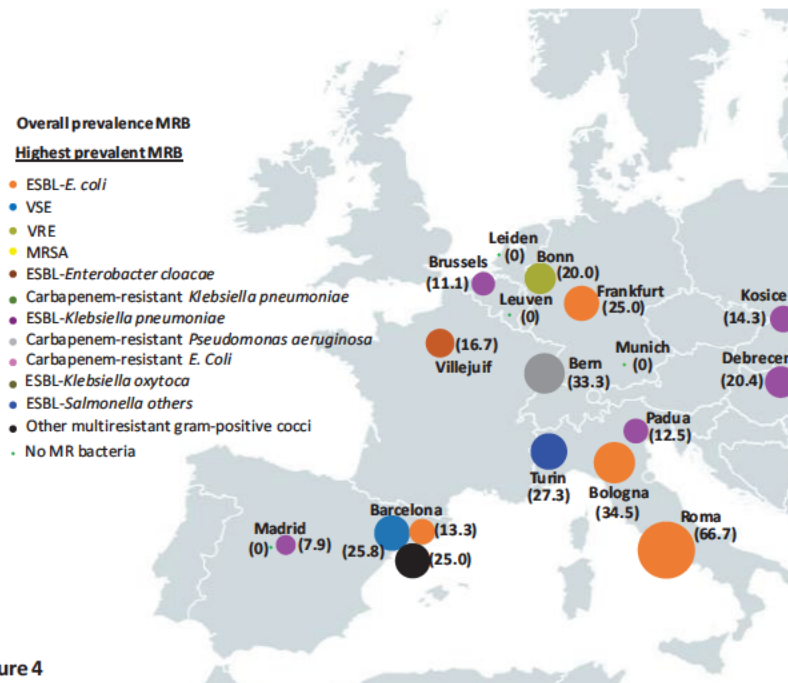 Overall prevalence MRB
Highest prevalent MRB
ESBL-E. coli
VSE
VRE
MRSA
ESBL-Enterobacter cloacae
Carbapenem-resistant Klebsiella pneumoniae
ESBL-Klebsiella pneumoniae
Carbapenem-resistant Pseudomonas aeruginosa
Carbapenem-resistant E. Coli
ESBL-Klebsiella oxytoca
ESBL-Salmonella others
Other multiresistant gram-positive cocci
No MR bacteria
Leiden
(0)
Brussels
(11.1)
Bonn
(20.0)
Leuven
(0)
Frankfurt
(25.0)
Kosice
(14.3)
(16.7)
Villejuif
Bern
(33.3)
Munich
(0)
Debrecen
(20.4)
Padua
(12.5)
Turin
(27.3)
Bologna
(34.5)
Roma
(66.7)
Barcelona
(13.3)
(25.8)
(25.0)
Madrid
(0)
(7.9)
ure 4